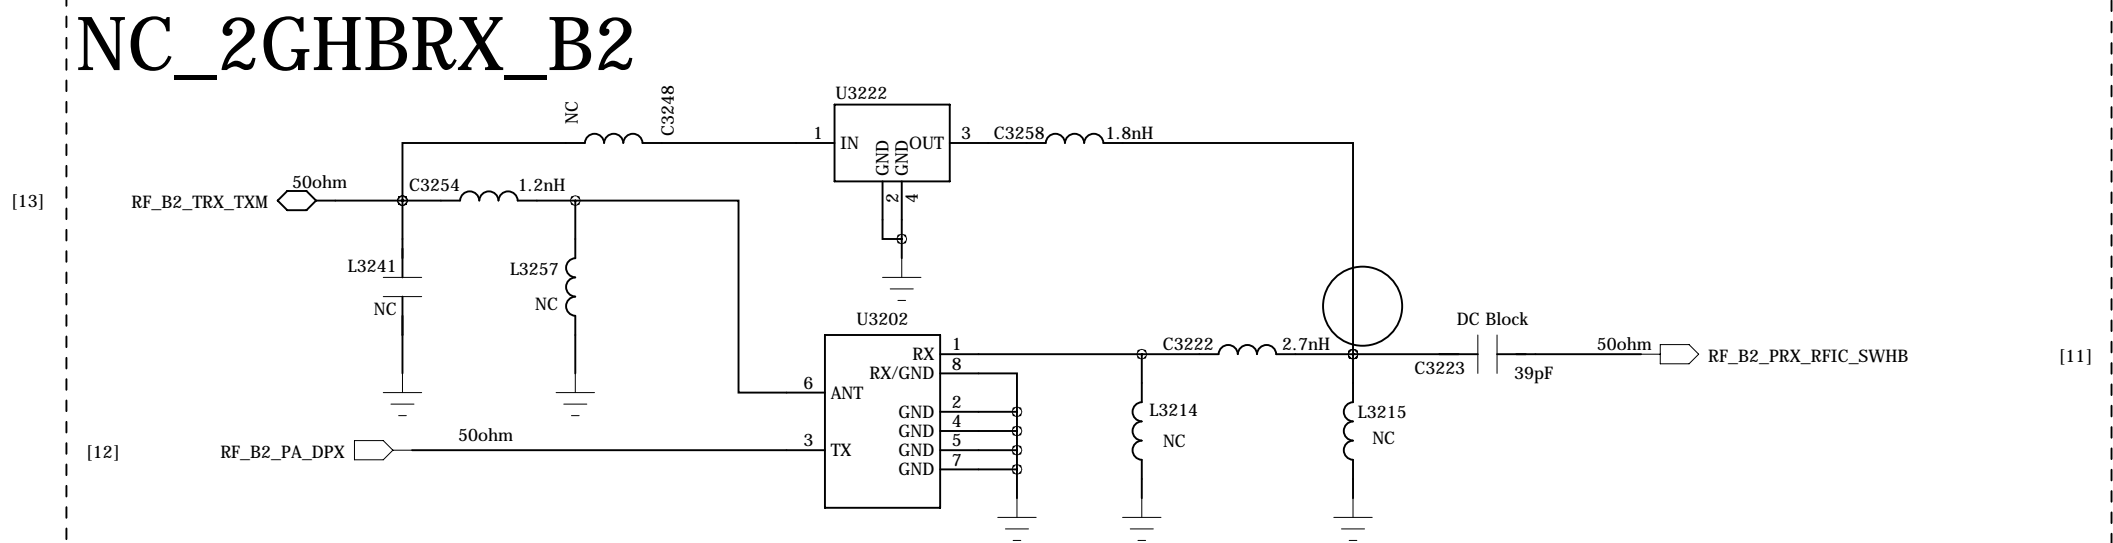 NC_2GHBRX_B2
U3222
NC
C3248
1
IN
GND
GND
OUT
3
C3258
1.8nH
2
4
[13]
RF_B2_TRX_TXM
50ohm
C3254
1.2nH
L3241
NC
L3257
NC
U3202
RX
1
RX/GND
8
6
ANT
GND
2
GND
4
GND
5
GND
7
3
TX
C3222
2.7nH
DC Block
C3223
39pF
50ohm
RF_B2_PRX_RFIC_SWHB
[11]
L3214
NC
L3215
NC
[12]
RF_B2_PA_DPX
50ohm